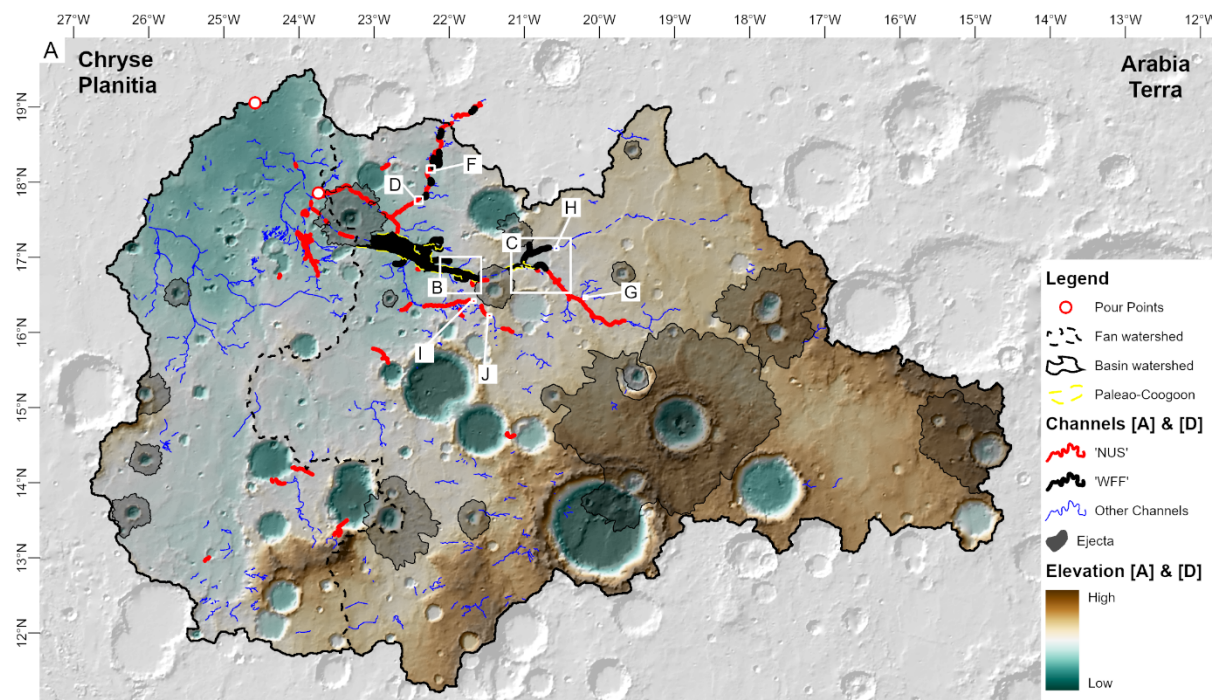 27°W 26°W 25°W 24°W 23°W 22°W 21°W 20°W 19°W 18°W 17°W 16°W 15°W 14°W 13°W 12°W
A
Chryse
Planitia
Arabia
Terra
19°N
18°N
17°N
16°N
15°N
14°N
13°N
12°N
F
D
H
C
B
G
I
J
Legend
Pour Points
Fan watershed
Basin watershed
Paleao-Coogoon
Channels [A] & [D]
'NUS'
'WFF'
Other Channels
Ejecta
Elevation [A] & [D]
High
Low